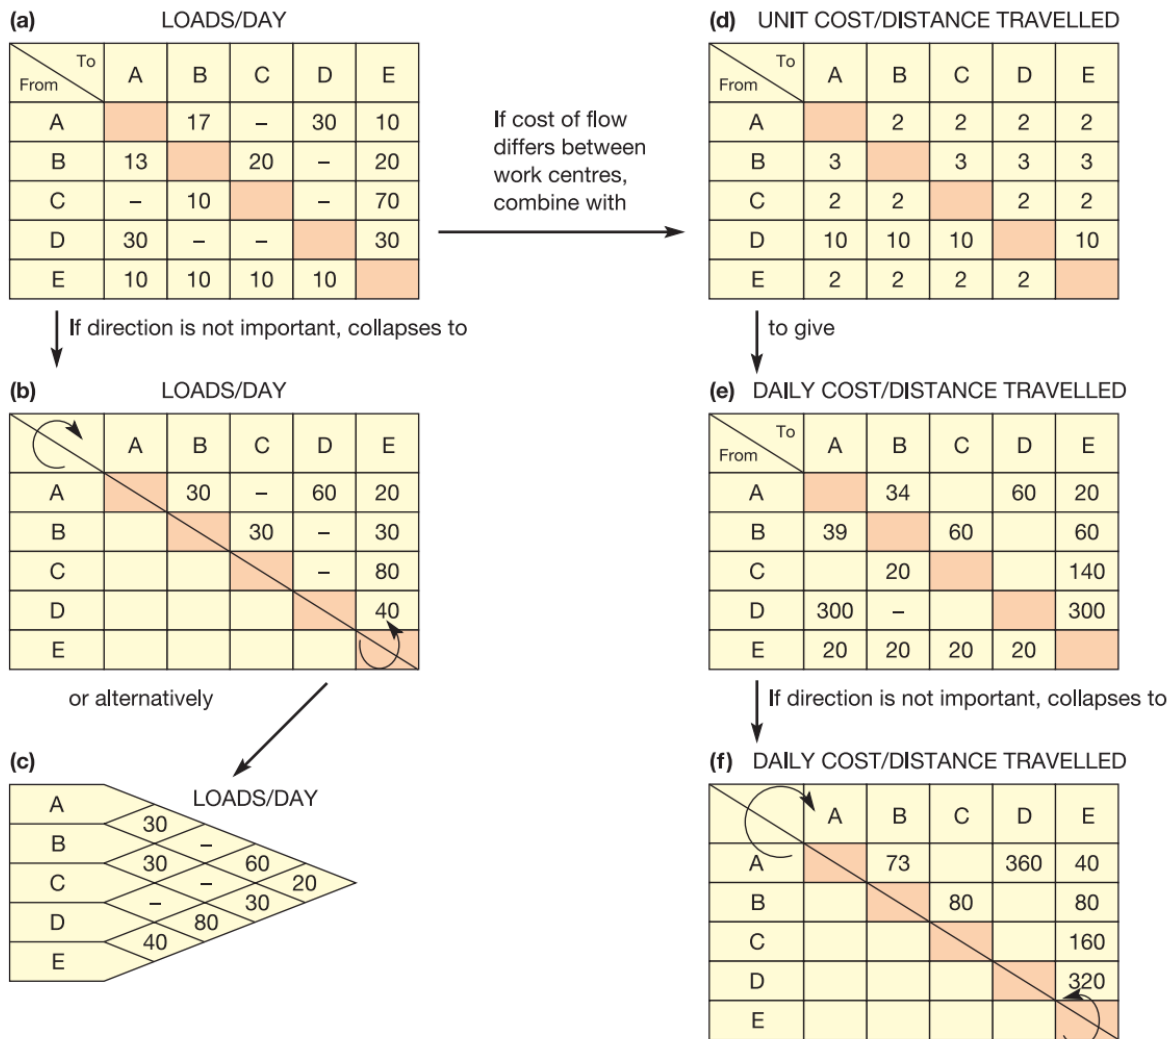 (a) LOADS/DAY
To
From A B C D E
A 17 – 30 10
B 13 20 – 20
C – 10 – 70
D 30 – – 30
E 10 10 10 10
If cost of flow
differs between
work centres,
combine with
(d) UNIT COST/DISTANCE TRAVELLED
To
From A B C D E
A 2 2 2 2
B 3 3 3 3
C 2 2 2 2
D 10 10 10 10
E 2 2 2 2
If direction is not important, collapses to
to give
(b) LOADS/DAY
A B C D E
A 30 – 60 20
B 30 – 30
C – 80
D 40
E
(e) DAILY COST/DISTANCE TRAVELLED
To
From A B C D E
A 34 60 20
B 39 60 60
C 20 140
D 300 – 300
E 20 20 20 20
or alternatively
If direction is not important, collapses to
(c)
LOADS/DAY
A
30
B –
30 60
C – 20
– 30
D 80
40
E
(f) DAILY COST/DISTANCE TRAVELLED
A B C D E
A 73 360 40
B 80 80
C 160
D 320
E